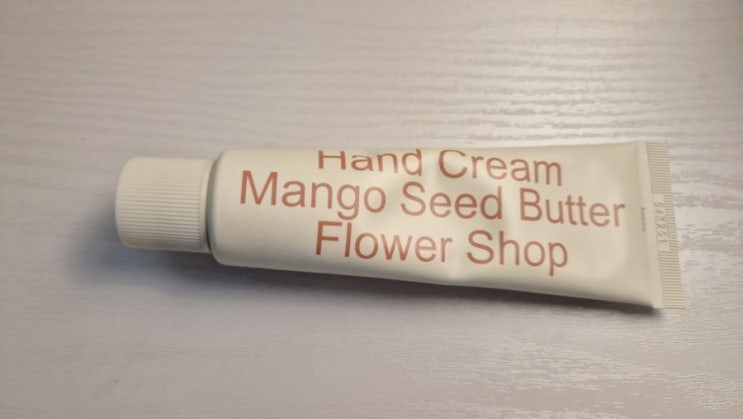 Hand Cream
Mango Seed Butter
Flower Shop